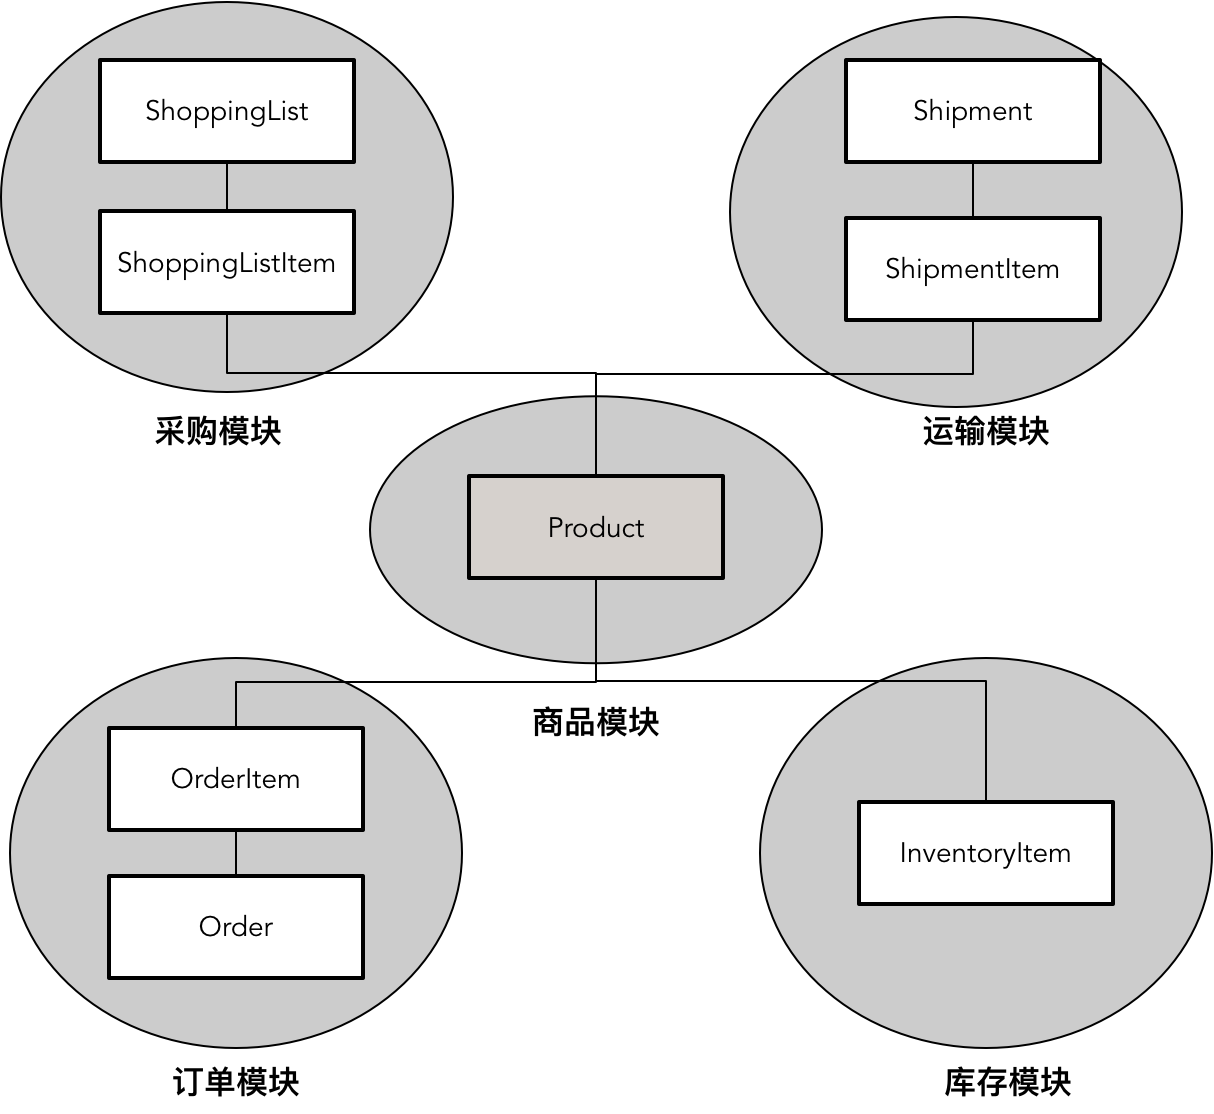 ShoppingList
ShoppingListItem
采购模块
Shipment
ShipmentItem
运输模块
Product
商品模块
OrderItem
Order
订单模块
InventoryItem
库存模块